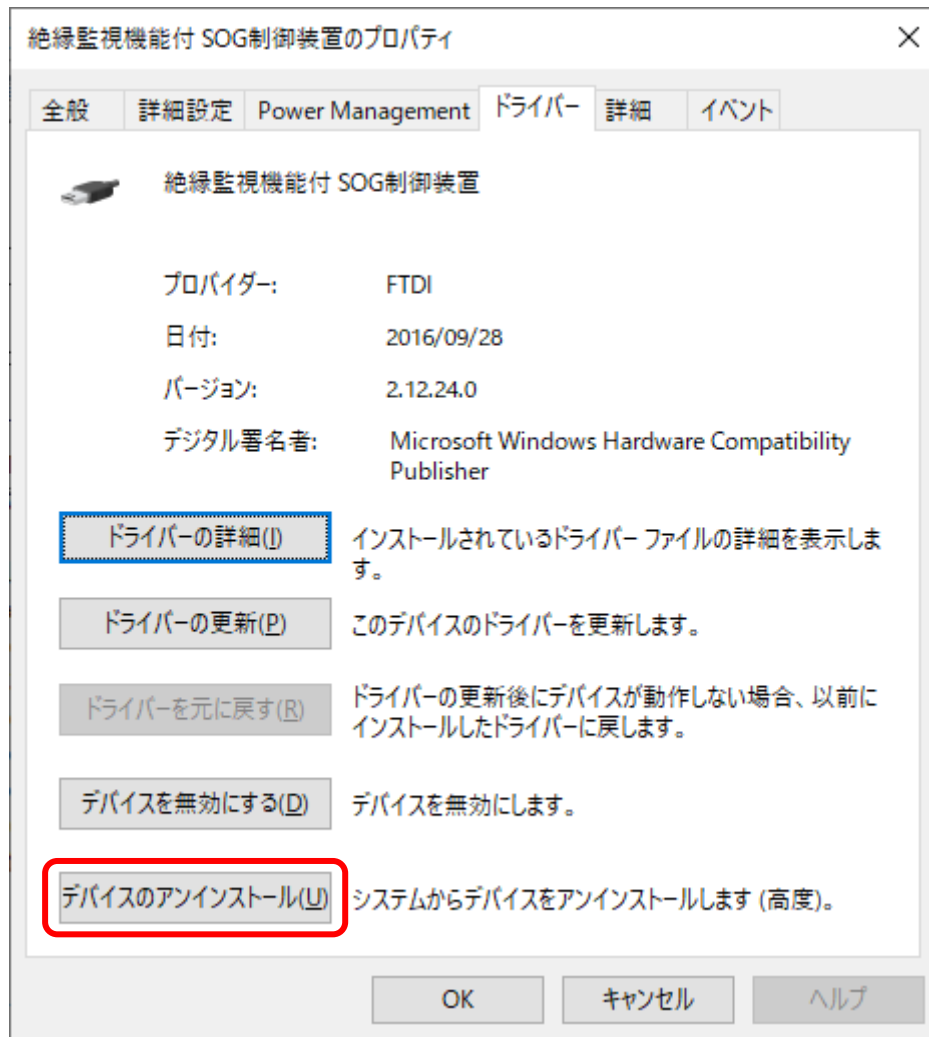 絶縁監視機能付 SOG制御装置のプロパティ
全般 詳細設定 Power Management ドライバー 詳細 イベント
絶縁監視機能付 SOG制御装置
プロバイダー: FTDI
日付: 2016/09/28
バージョン: 2.12.24.0
デジタル署名者: Microsoft Windows Hardware Compatibility
Publisher
ドライバーの詳細(I) インストールされているドライバー ファイルの詳細を表示しま
す。
ドライバーの更新(P) このデバイスのドライバーを更新します。
ドライバーを元に戻す(R) ドライバーの更新後にデバイスが動作しない場合、以前に
インストールしたドライバーに戻します。
デバイスを無効にする(D) デバイスを無効にします。
デバイスのアンインストール(U) システムからデバイスをアンインストールします (高度)。
OK キャンセル ヘルプ